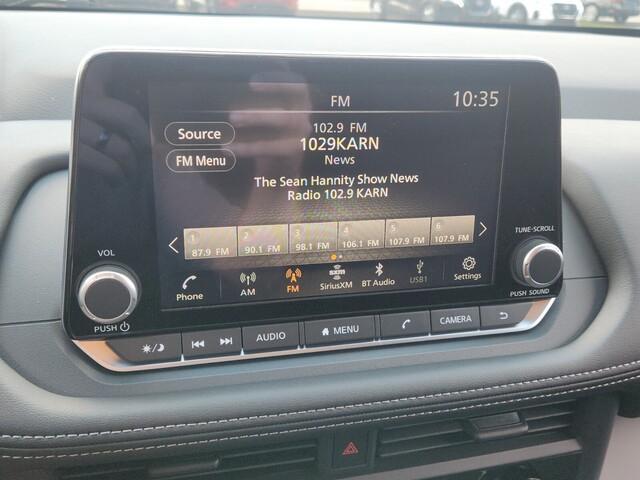 FM 10:35
Source
102.9 FM
1029KARN
FM Menu
News
The Sean Hannity Show News
Radio 102.9 KARN
1 2 3 4 5 6
87.9 FM 90.1 FM 98.1 FM 106.1 FM 107.9 FM 107.9 FM
Phone AM FM SiriusXM BT Audio USB1 Settings
sxm
VOL
PUSH
TUNE·SCROLL
PUSH SOUND
AUDIO MENU CAMERA